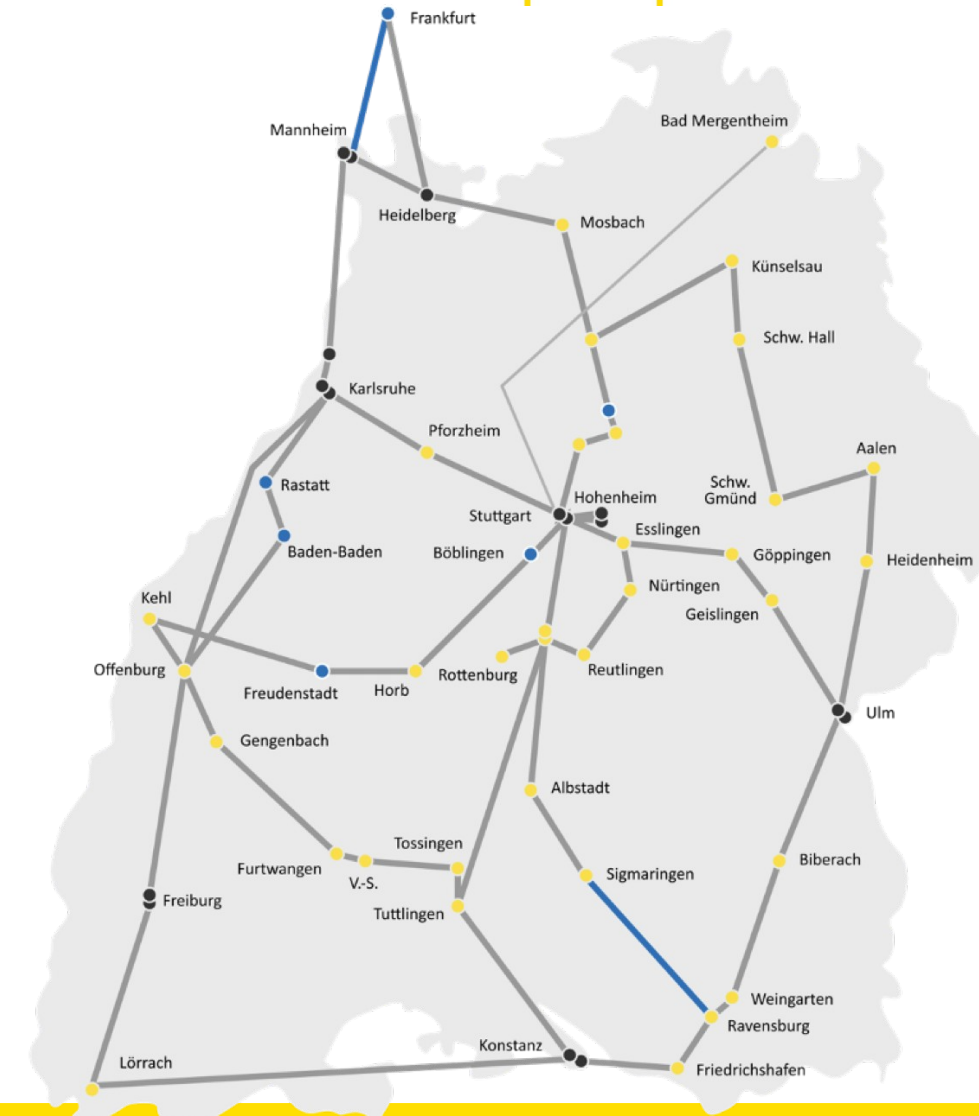 Frankfurt
Bad Mergentheim
Mannheim
Heidelberg
Mosbach
Künselsau
Schw. Hall
Karlsruhe
Pforzheim
Aalen
Rastatt
Schw.
Gmünd
Hohenheim
Stuttgart
Esslingen
Baden-Baden
Böblingen
Göppingen
Heidenheim
Nürtingen
Kehl
Geislingen
Offenburg
Rottenburg
Reutlingen
Freudenstadt
Horb
Ulm
Gengenbach
Albstadt
Tossingen
Biberach
Furtwangen
V.-S.
Sigmaringen
Freiburg
Tuttlingen
Weingarten
Ravensburg
Konstanz
Lörrach
Friedrichshafen